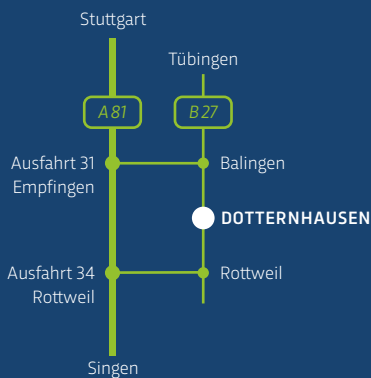 Stuttgart
Tübingen
A 81
B 27
Ausfahrt 31
Empfingen
Balingen
DOTTERNHAUSEN
Ausfahrt 34
Rottweil
Rottweil
Singen